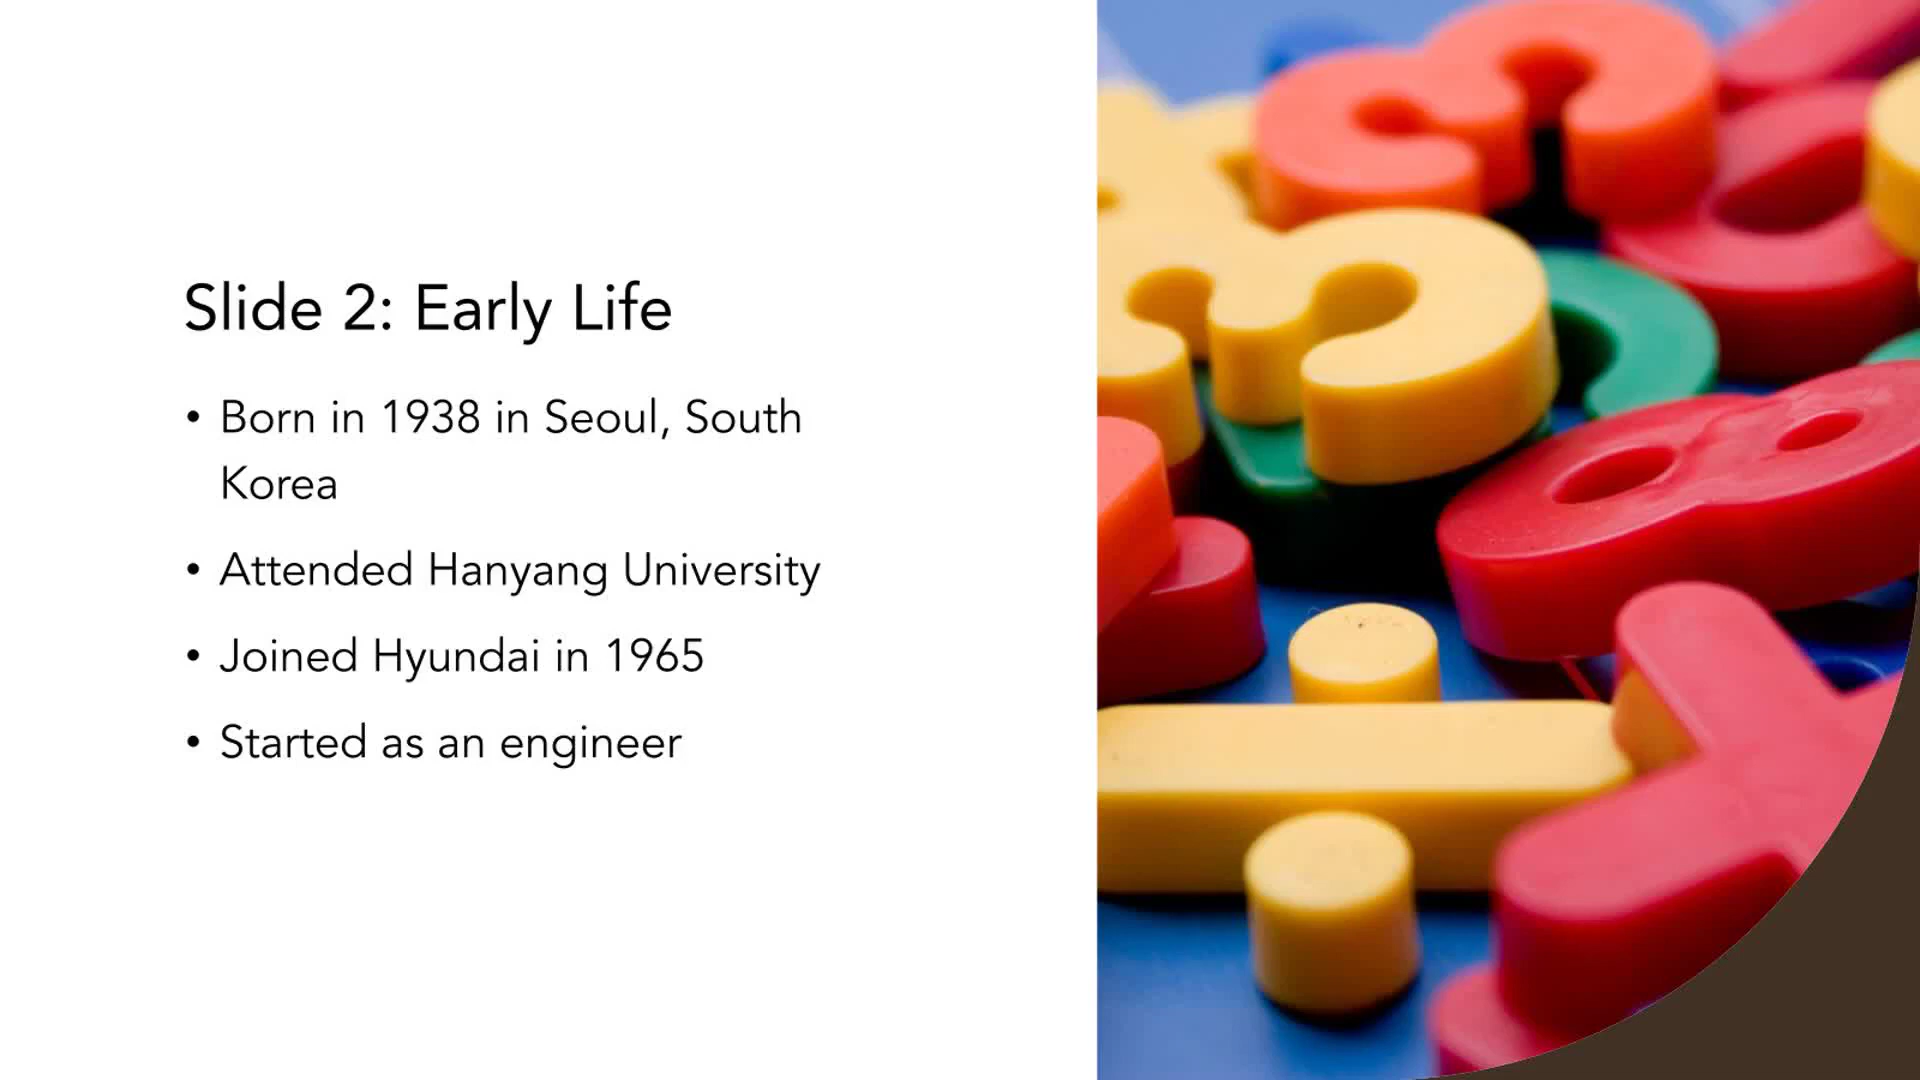 Slide 2: Early Life
• Born in 1938 in Seoul, South
Korea
• Attended Hanyang University
• Joined Hyundai in 1965
• Started as an engineer